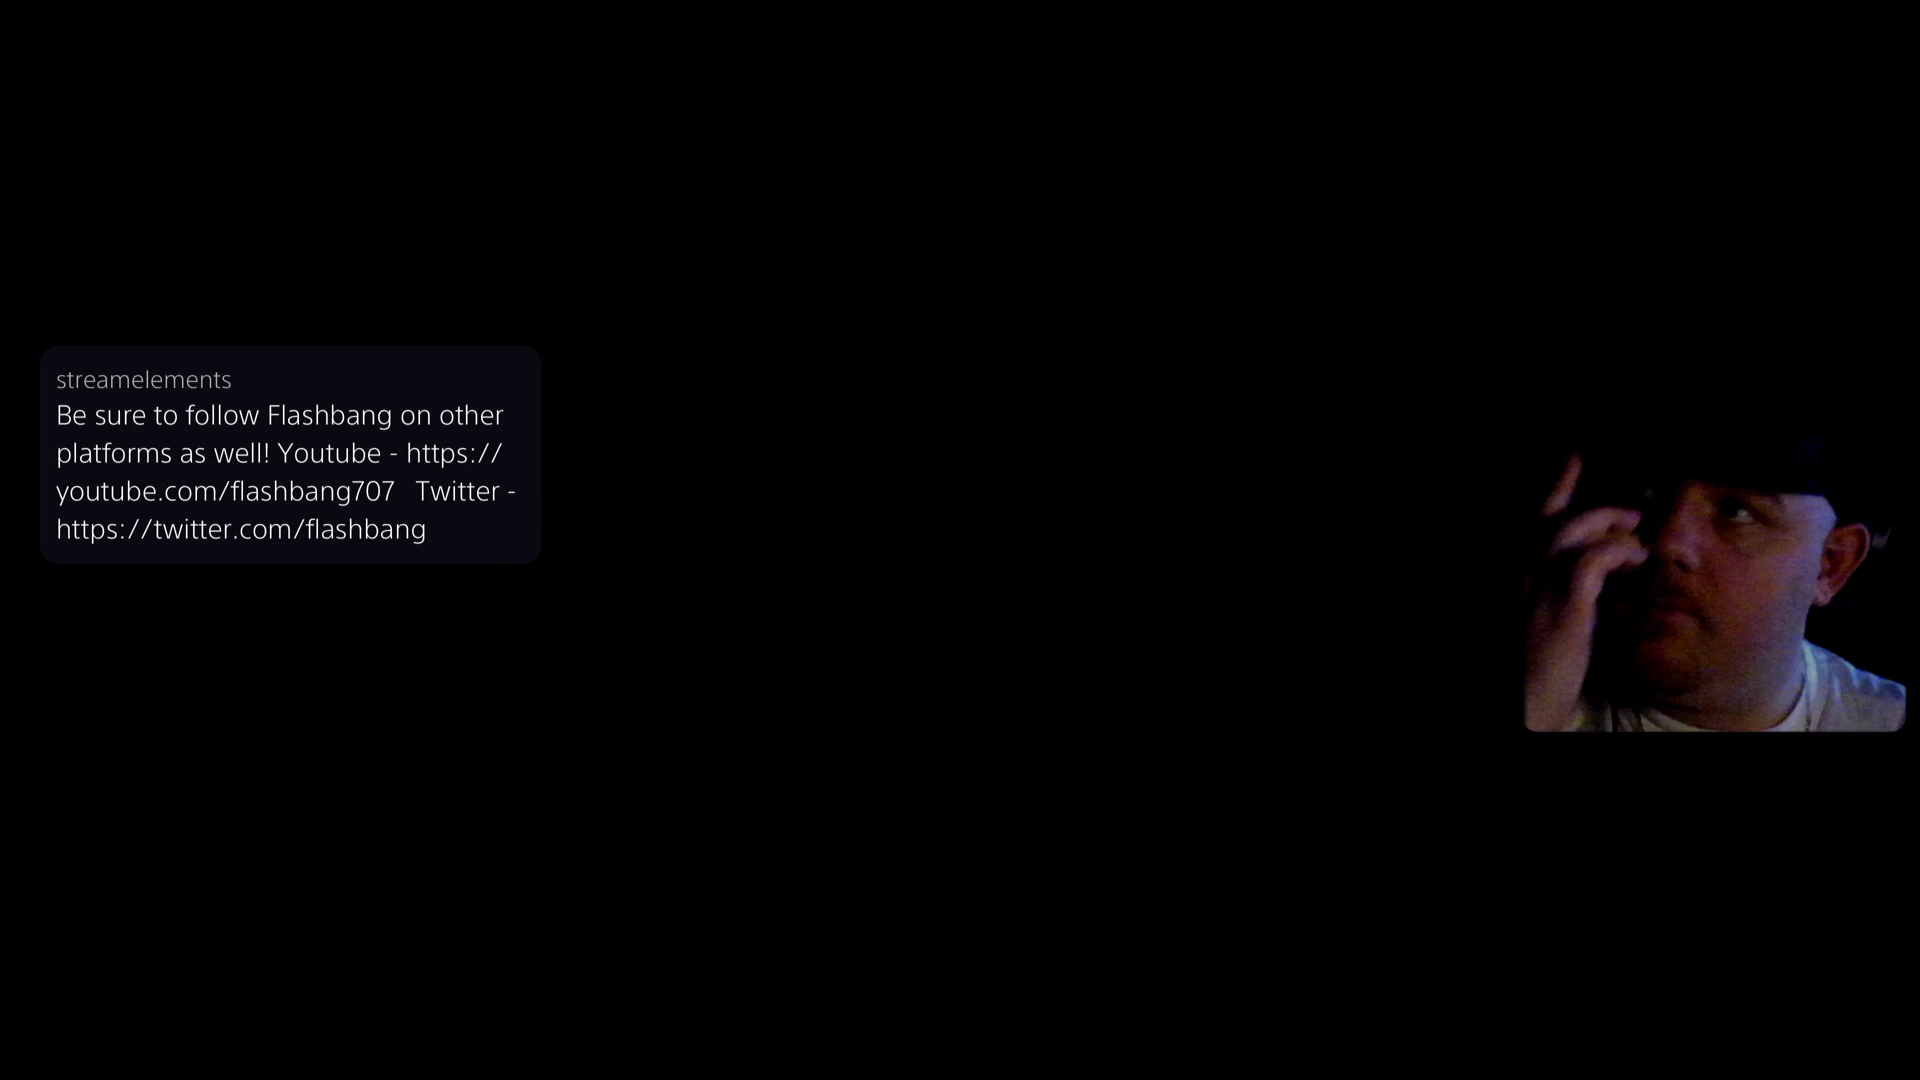 streamelements
Be sure to follow Flashbang on other
platforms as well! Youtube - https://
youtube.com/flashbang707   Twitter -
https://twitter.com/flashbang